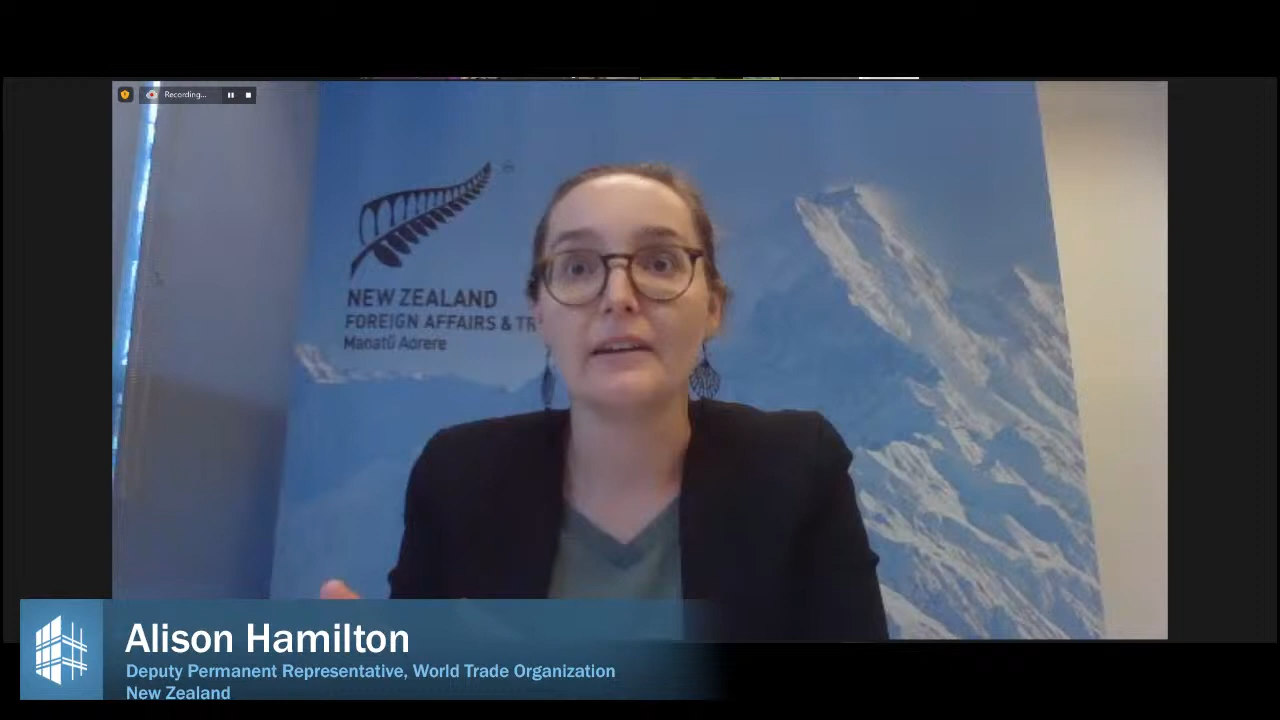 Recording...
NEW ZEALAND
FOREIGN AFFAIRS & TR
Manatū Aorere
Alison Hamilton
Deputy Permanent Representative, World Trade Organization
New Zealand